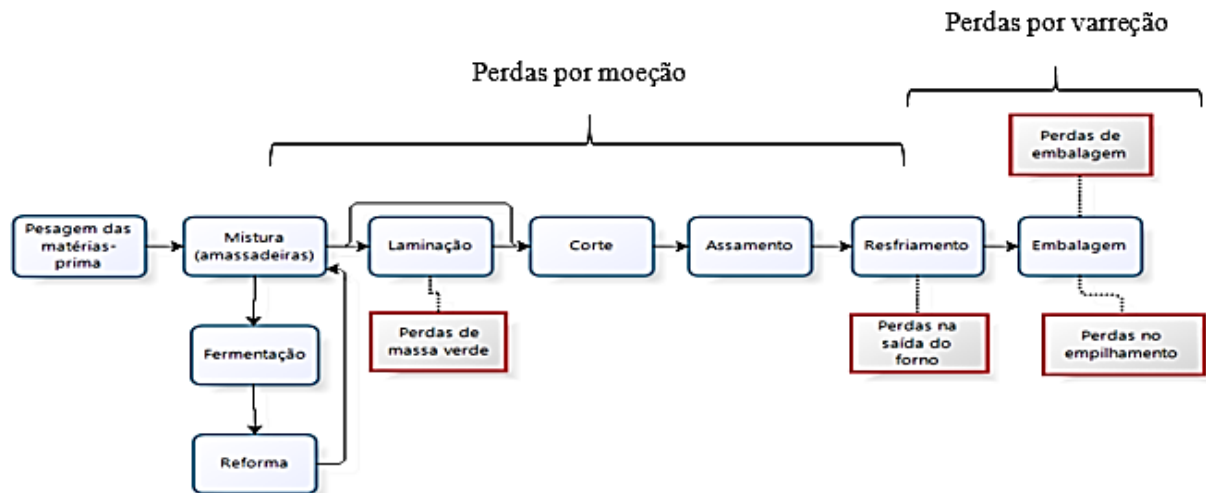 Perdas por varreção
Perdas por moeção
Perdas de
embalagem
Pesagem das
matérias-
prima
Mistura
(amassadeiras)
Laminação
Corte
Assamento
Resfriamento
Embalagem
Perdas de
massa verde
Perdas na
saída do
forno
Perdas no
empilhamento
Fermentação
Reforma